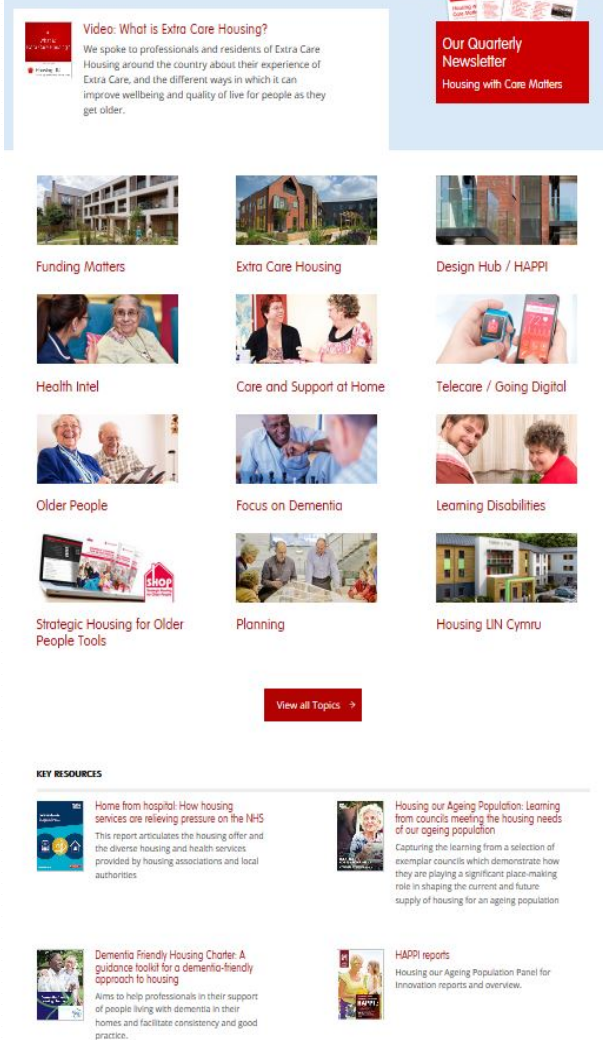 Video: What is Extra Care Housing?
We spoke to professionals and residents of Extra Care
Housing around the country about their experience of
Extra Care, and the different ways in which it can
improve wellbeing and quality of live for people as they
get older.
Our Quarterly
Newsletter
Housing with Care Matters
Funding Matters
Extra Care Housing
Design Hub / HAPPI
Health Intel
Care and Support at Home
Telecare / Going Digital
Older People
Focus on Dementia
Learning Disabilities
SHOP
Strategic Housing for Older
People Tools
Planning
Housing LIN Cymru
View all Topics →
KEY RESOURCES
Home from hospital: How housing
services are relieving pressure on the NHS
This report articulates the housing offer and
the diverse housing and health services
provided by housing associations and local
authorities
Housing our Ageing Population: Learning
from councils meeting the housing needs
of our ageing population
Capturing the learning from a selection of
exemplar councils which demonstrate how
they are playing a significant place-making
role in shaping the current and future
supply of housing for an ageing population
Dementia Friendly Housing Charter: A
guidance toolkit for a dementia-friendly
approach to housing
Aims to help professionals in their support
of people living with dementia in their
homes and facilitate consistency and good
practice.
HAPPI reports
Housing our Ageing Population Panel for
Innovation reports and overview.